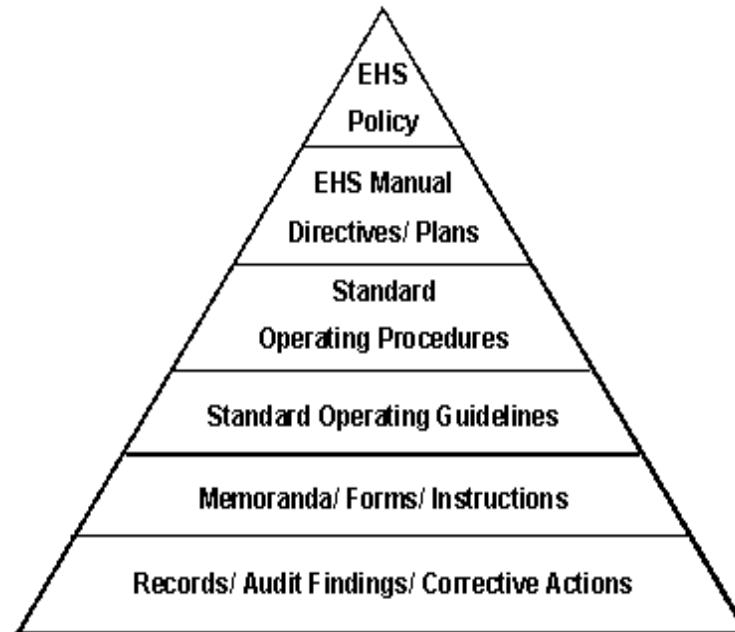 EHS
Policy
EHS Manual
Directives/ Plans
Standard
Operating Procedures
Standard Operating Guidelines
Memoranda/ Forms/ Instructions
Records/ Audit Findings/ Corrective Actions